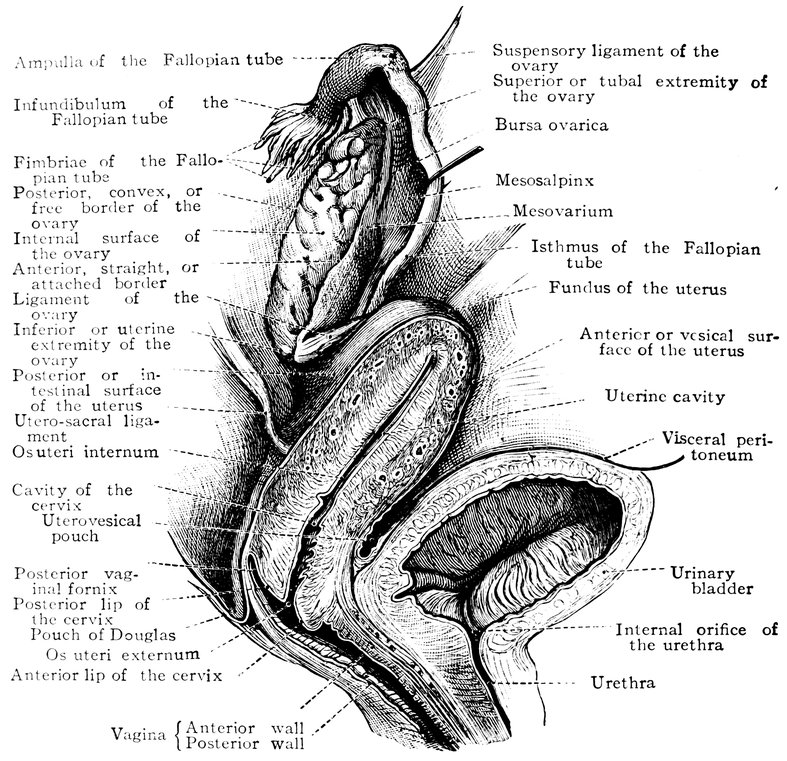 Ampulla of the Fallopian tube
Infundibulum of the
Fallopian tube
Fimbriae of the Fallo-
pian tube
Posterior, convex, or
free border of the
ovary
Internal surface of
the ovary
Anterior, straight, or
attached border
Ligament of the
ovary
Inferior or uterine
extremity of the
ovary
Posterior or in-
testinal surface
of the uterus
Utero-sacral liga-
ment
Os uteri internum
Cavity of the
cervix
Uterovesical
pouch
Posterior vag-
inal fornix
Posterior lip of
the cervix
Pouch of Douglas
Os uteri externum
Anterior lip of the cervix
Vagina { Anterior wall
Posterior wall
Suspensory ligament of the
ovary
Superior or tubal extremity of
the ovary
Bursa ovarica
Mesosalpinx
Mesovarium
Isthmus of the Fallopian
tube
Fundus of the uterus
Anterior or vesical sur-
face of the uterus
Uterine cavity
Visceral peri-
toneum
Urinary
bladder
Internal orifice of
the urethra
Urethra